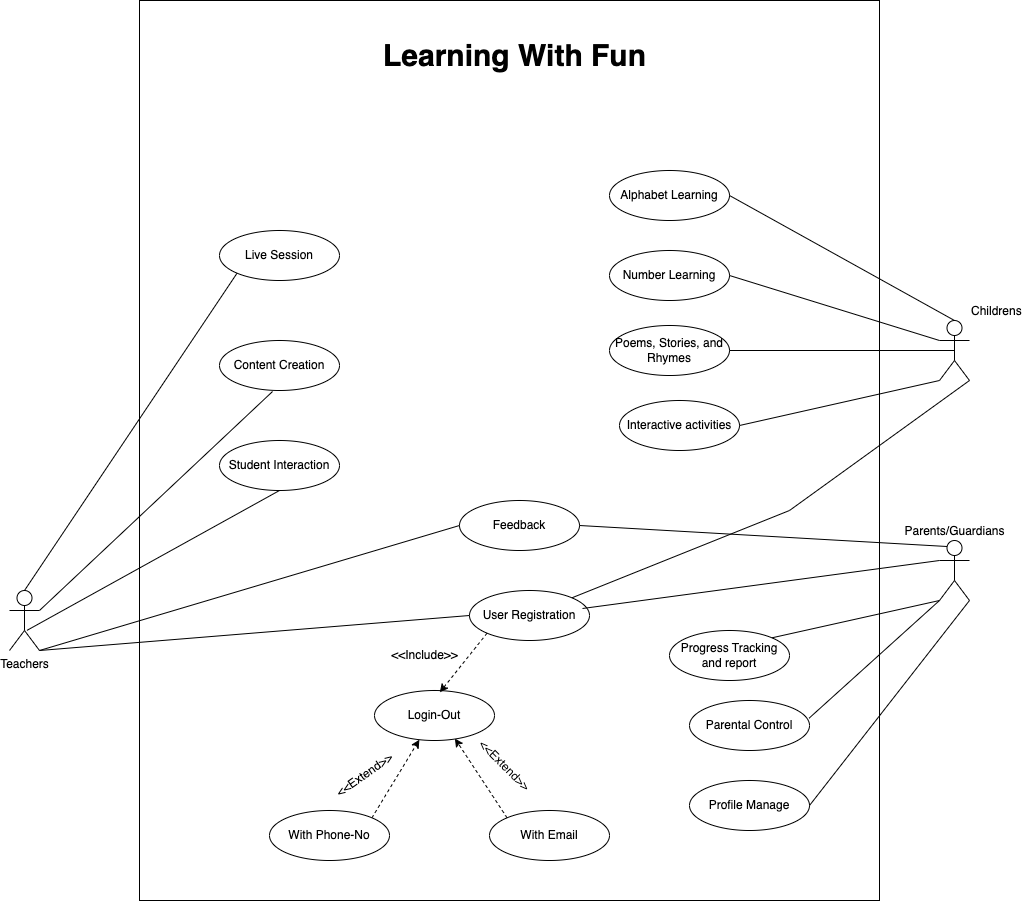 Learning With Fun
Alphabet Learning
Live Session
Number Learning
Childrens
Poems, Stories, and
Rhymes
Content Creation
Interactive activities
Student Interaction
Feedback
Parents/Guardians
User Registration
Teachers
<<Include>>
Progress Tracking
and report
Login-Out
Parental Control
<<Extend>>
<<Extend>>
Profile Manage
With Phone-No
With Email